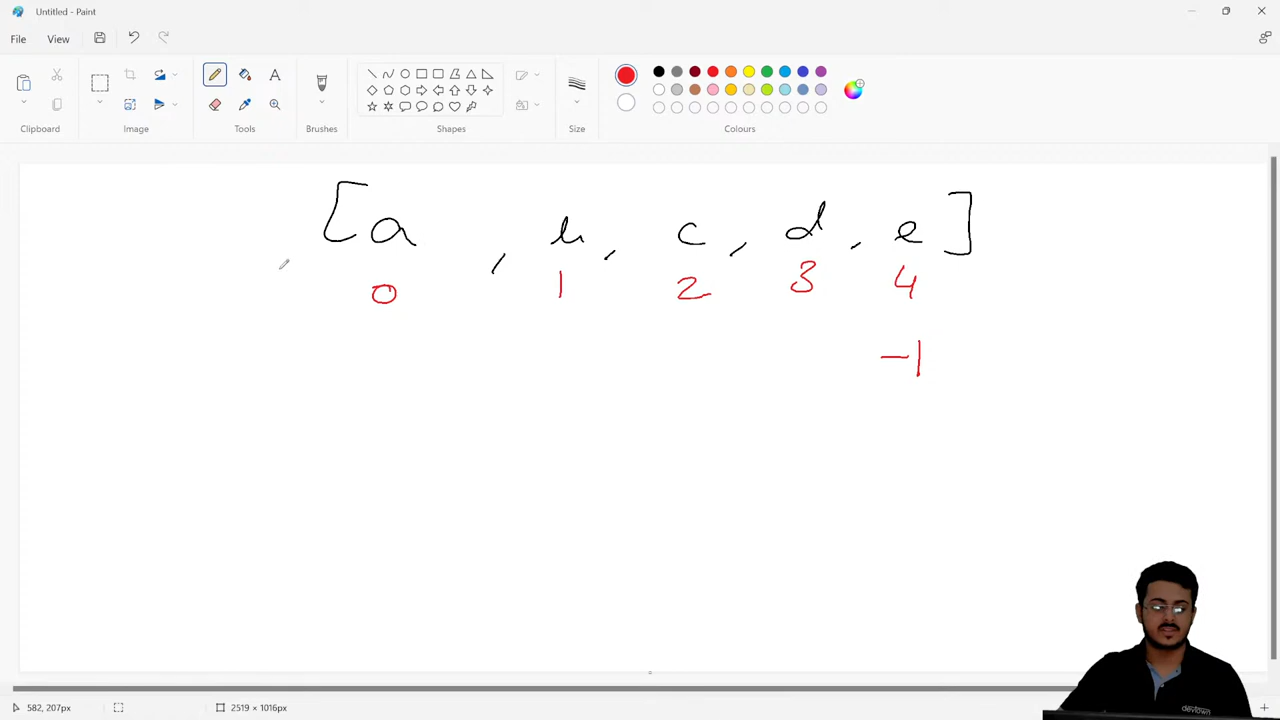 Untitled - Paint
File View
Clipboard Image Tools Brushes Shapes Size Colours
[a , b, c, d, e]
0 1 2 3 4
-1
devtown
582, 207px 2519 × 1016px